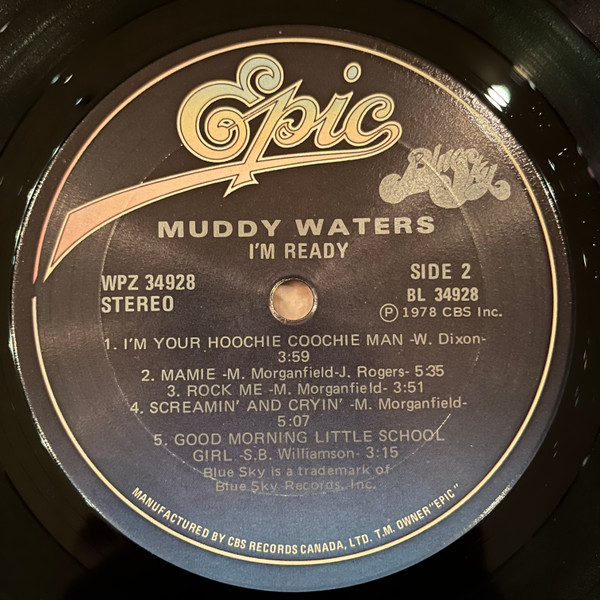 Epic
Blue Sky
MUDDY WATERS
I'M READY
WPZ 34928
STEREO
SIDE 2
BL 34928
Ⓟ 1978 CBS Inc.
1. I'M YOUR HOOCHIE COOCHIE MAN -W. Dixon-
3:59
2. MAMIE -M. Morganfield-J. Rogers- 5:35
3. ROCK ME -M. Morganfield- 3:51
4. SCREAMIN' AND CRYIN' -M. Morganfield-
5:07
5. GOOD MORNING LITTLE SCHOOL
GIRL -S.B. Williamson- 3:15
Blue Sky is a trademark of
Blue Sky Records, Inc.
MANUFACTURED BY CBS RECORDS CANADA, LTD. T.M. OWNER "EPIC"